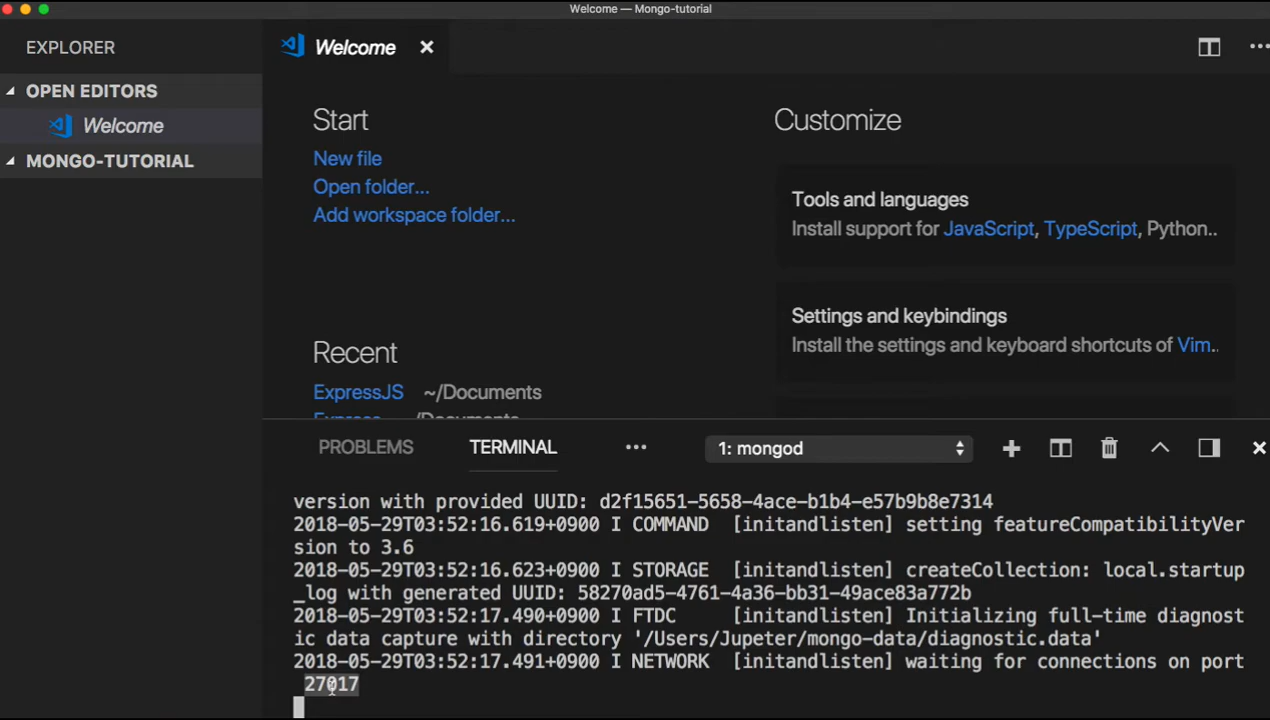 Welcome — Mongo-tutorial
EXPLORER
OPEN EDITORS
Welcome
MONGO-TUTORIAL
Welcome
Start
New file
Open folder...
Add workspace folder...
Recent
ExpressJS ~/Documents
Express ~/Documents
Customize
Tools and languages
Install support for JavaScript, TypeScript, Python..
Settings and keybindings
Install the settings and keyboard shortcuts of Vim..
PROBLEMS TERMINAL ... 1: mongod
version with provided UUID: d2f15651-5658-4ace-b1b4-e57b9b8e7314
2018-05-29T03:52:16.619+0900 I COMMAND [initandlisten] setting featureCompatibilityVer
sion to 3.6
2018-05-29T03:52:16.623+0900 I STORAGE [initandlisten] createCollection: local.startup
_log with generated UUID: 58270ad5-4761-4a36-bb31-49ace83a772b
2018-05-29T03:52:17.490+0900 I FTDC [initandlisten] Initializing full-time diagnost
ic data capture with directory '/Users/Jupeter/mongo-data/diagnostic.data'
2018-05-29T03:52:17.491+0900 I NETWORK [initandlisten] waiting for connections on port
27017